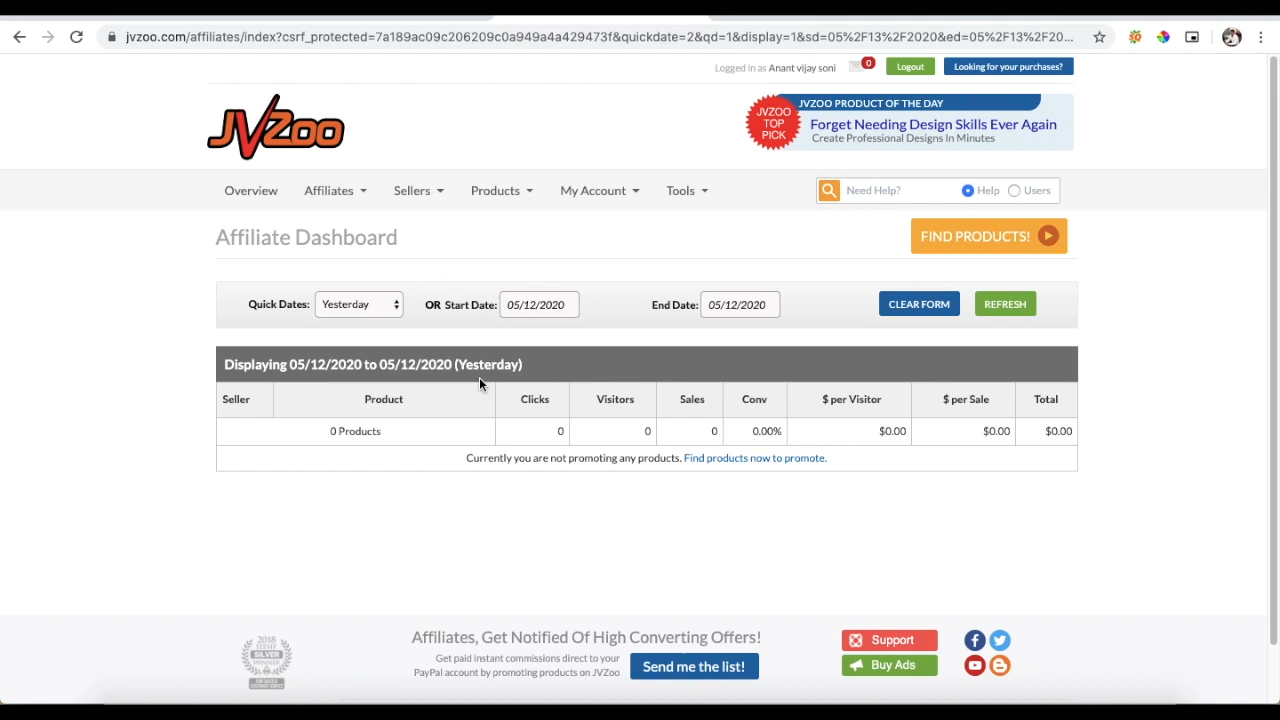 jvzoo.com/affiliates/index?csrf_protected=7a189ac09c206209c0a949a4a429473f&quickdate=2&qd=1&display=1&sd=05%2F13%2F2020&ed=05%2F13%2F20...
Logged in as Anant vijay soni 0 Logout Looking for your purchases?
JVZOO
JVZOO TOP PICK
JVZOO PRODUCT OF THE DAY
Forget Needing Design Skills Ever Again
Create Professional Designs In Minutes
Overview Affiliates Sellers Products My Account Tools Need Help? Help Users
Affiliate Dashboard FIND PRODUCTS!
Quick Dates: Yesterday OR Start Date: 05/12/2020 End Date: 05/12/2020 CLEAR FORM REFRESH
Displaying 05/12/2020 to 05/12/2020 (Yesterday)
Seller Product Clicks Visitors Sales Conv $ per Visitor $ per Sale Total
0 Products 0 0 0 0.00% $0.00 $0.00 $0.00
Currently you are not promoting any products. Find products now to promote.
2018
SILVER
WINNER
Affiliates, Get Notified Of High Converting Offers!
Get paid instant commissions direct to your
PayPal account by promoting products on JVZoo
Send me the list!
Support
Buy Ads